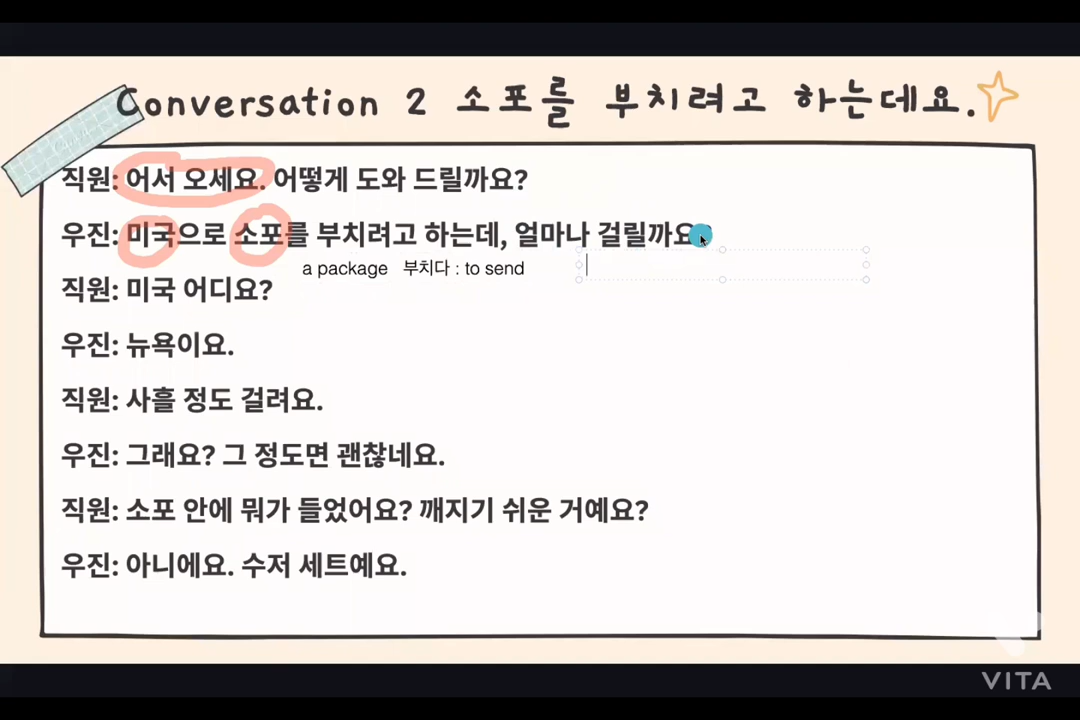 Conversation 2 소포를 부치려고 하는데요.
직원: 어서 오세요. 어떻게 도와 드릴까요?
우진: 미국으로 소포를 부치려고 하는데, 얼마나 걸릴까요
a package 부치다 : to send
직원: 미국 어디요?
우진: 뉴욕이요.
직원: 사흘 정도 걸려요.
우진: 그래요? 그 정도면 괜찮네요.
직원: 소포 안에 뭐가 들었어요? 깨지기 쉬운 거예요?
우진: 아니에요. 수저 세트예요.
VITA